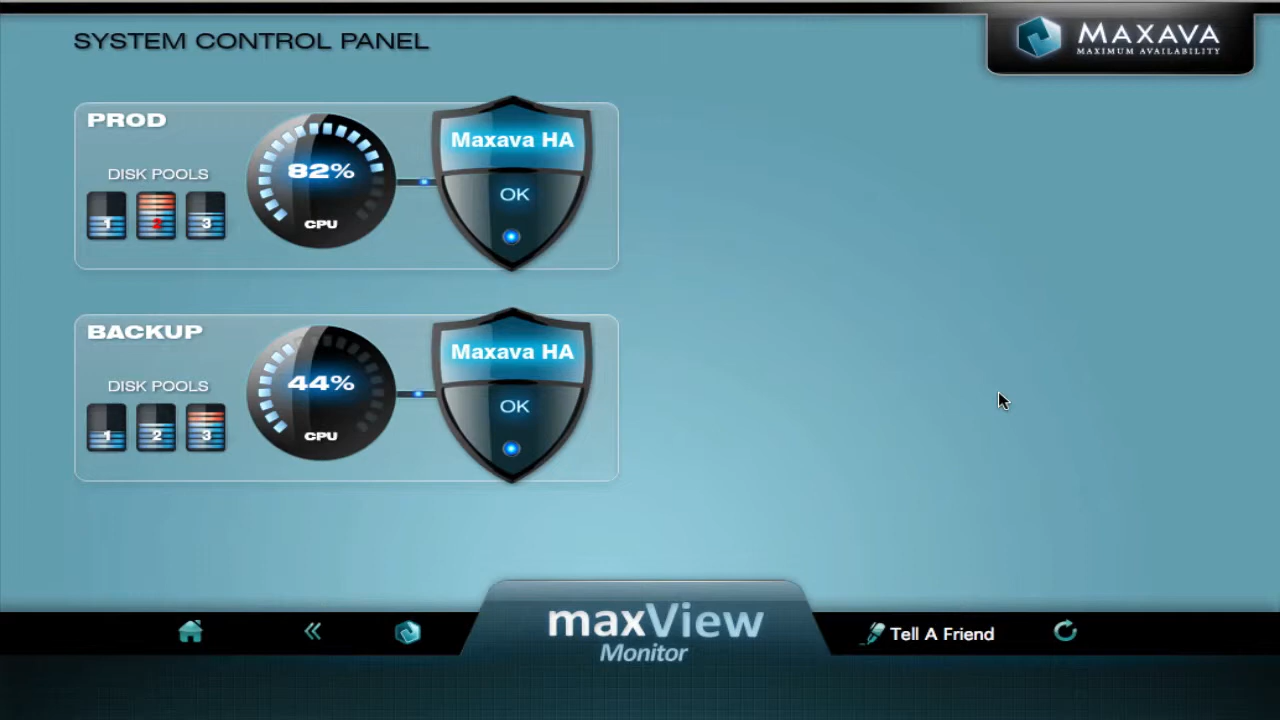 SYSTEM CONTROL PANEL
MAXAVA
MAXIMUM AVAILABILITY
PROD
DISK POOLS
1 2 3
82%
CPU
Maxava HA
OK
BACKUP
DISK POOLS
1 2 3
44%
CPU
Maxava HA
OK
maxView
Monitor
Tell A Friend